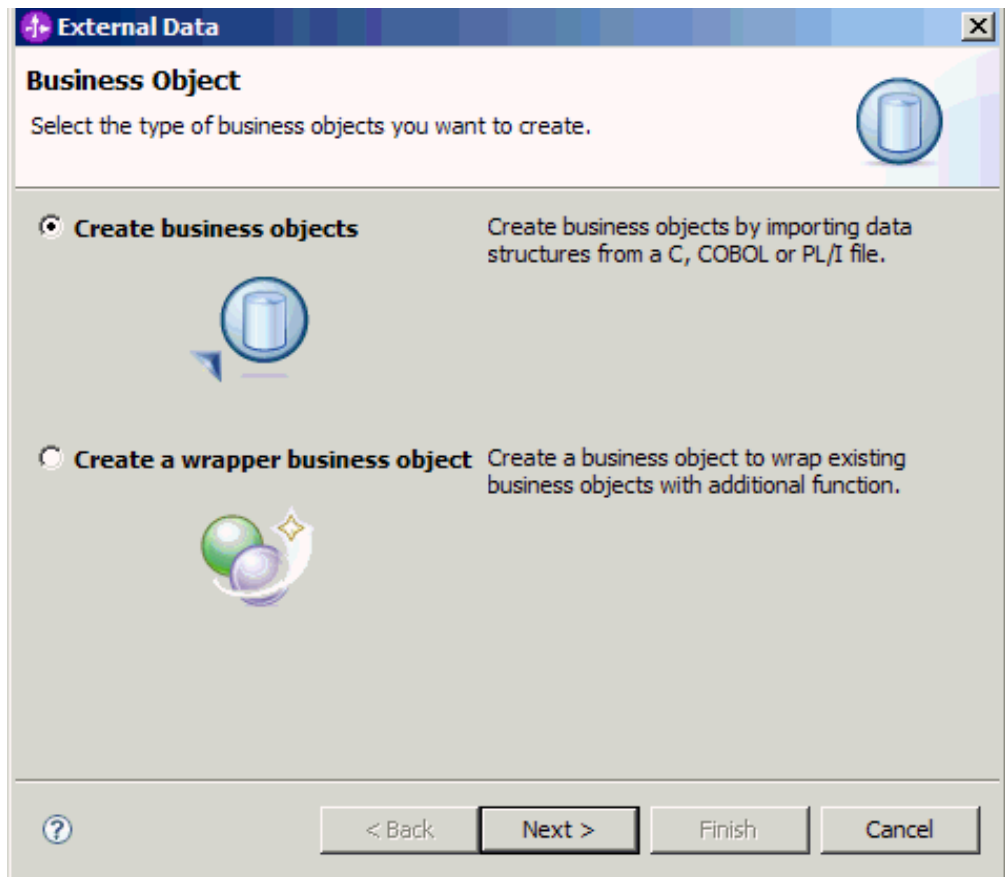 External Data
Business Object
Select the type of business objects you want to create.
Create business objects
Create business objects by importing data
structures from a C, COBOL or PL/I file.
Create a wrapper business object
Create a business object to wrap existing
business objects with additional function.
?
< Back
Next >
Finish
Cancel